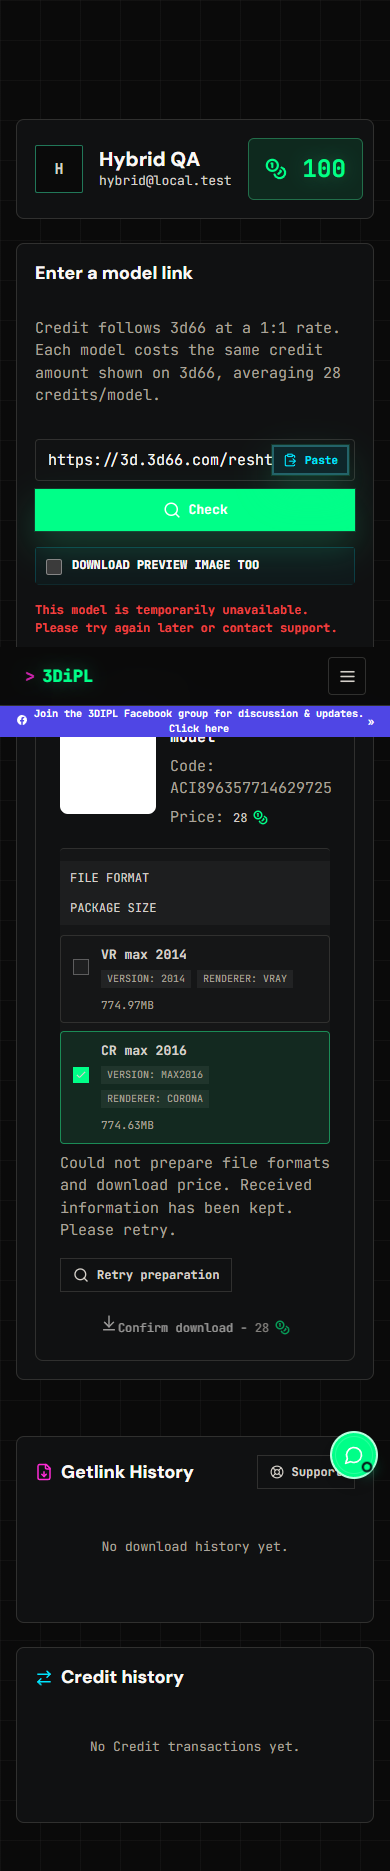 H
Hybrid QA
hybrid@local.test
100
Enter a model link
Credit follows 3d66 at a 1:1 rate.
Each model costs the same credit
amount shown on 3d66, averaging 28
credits/model.
https://3d.3d66.com/resht
Paste
Check
DOWNLOAD PREVIEW IMAGE TOO
This model is temporarily unavailable.
Please try again later or contact support.
> 3DiPL
Join the 3DIPL Facebook group for discussion & updates.
Click here
»
model
Code:
ACI896357714629725
Price: 28
FILE FORMAT
PACKAGE SIZE
VR max 2014
VERSION: 2014 RENDERER: VRAY
774.97MB
CR max 2016
VERSION: MAX2016
RENDERER: CORONA
774.63MB
Could not prepare file formats
and download price. Received
information has been kept.
Please retry.
Retry preparation
Confirm download - 28
Getlink History
Support
No download history yet.
Credit history
No Credit transactions yet.